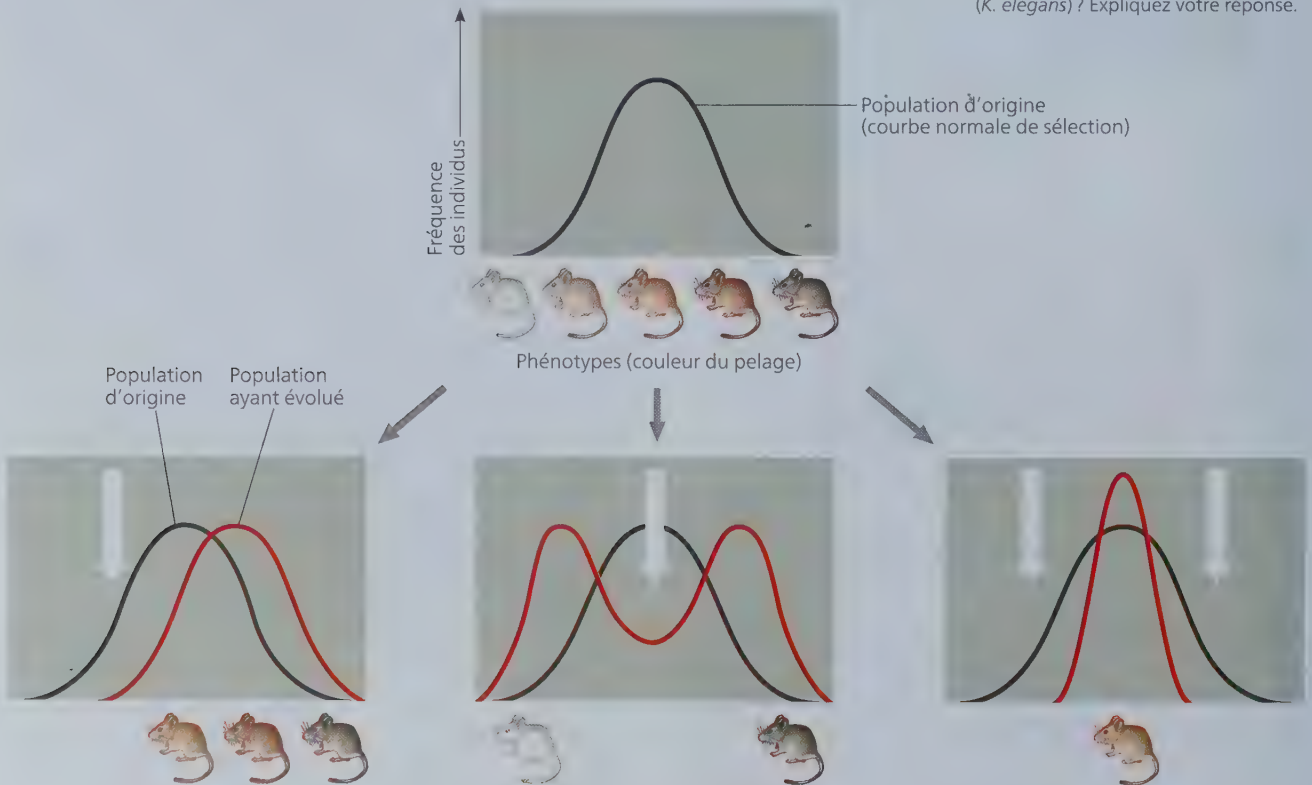 (K. elegans) ? Expliquez votre réponse.
Fréquence
des individus
Population d'origine
(courbe normale de sélection)
Phénotypes (couleur du pelage)
Population
d'origine
Population
ayant évolué